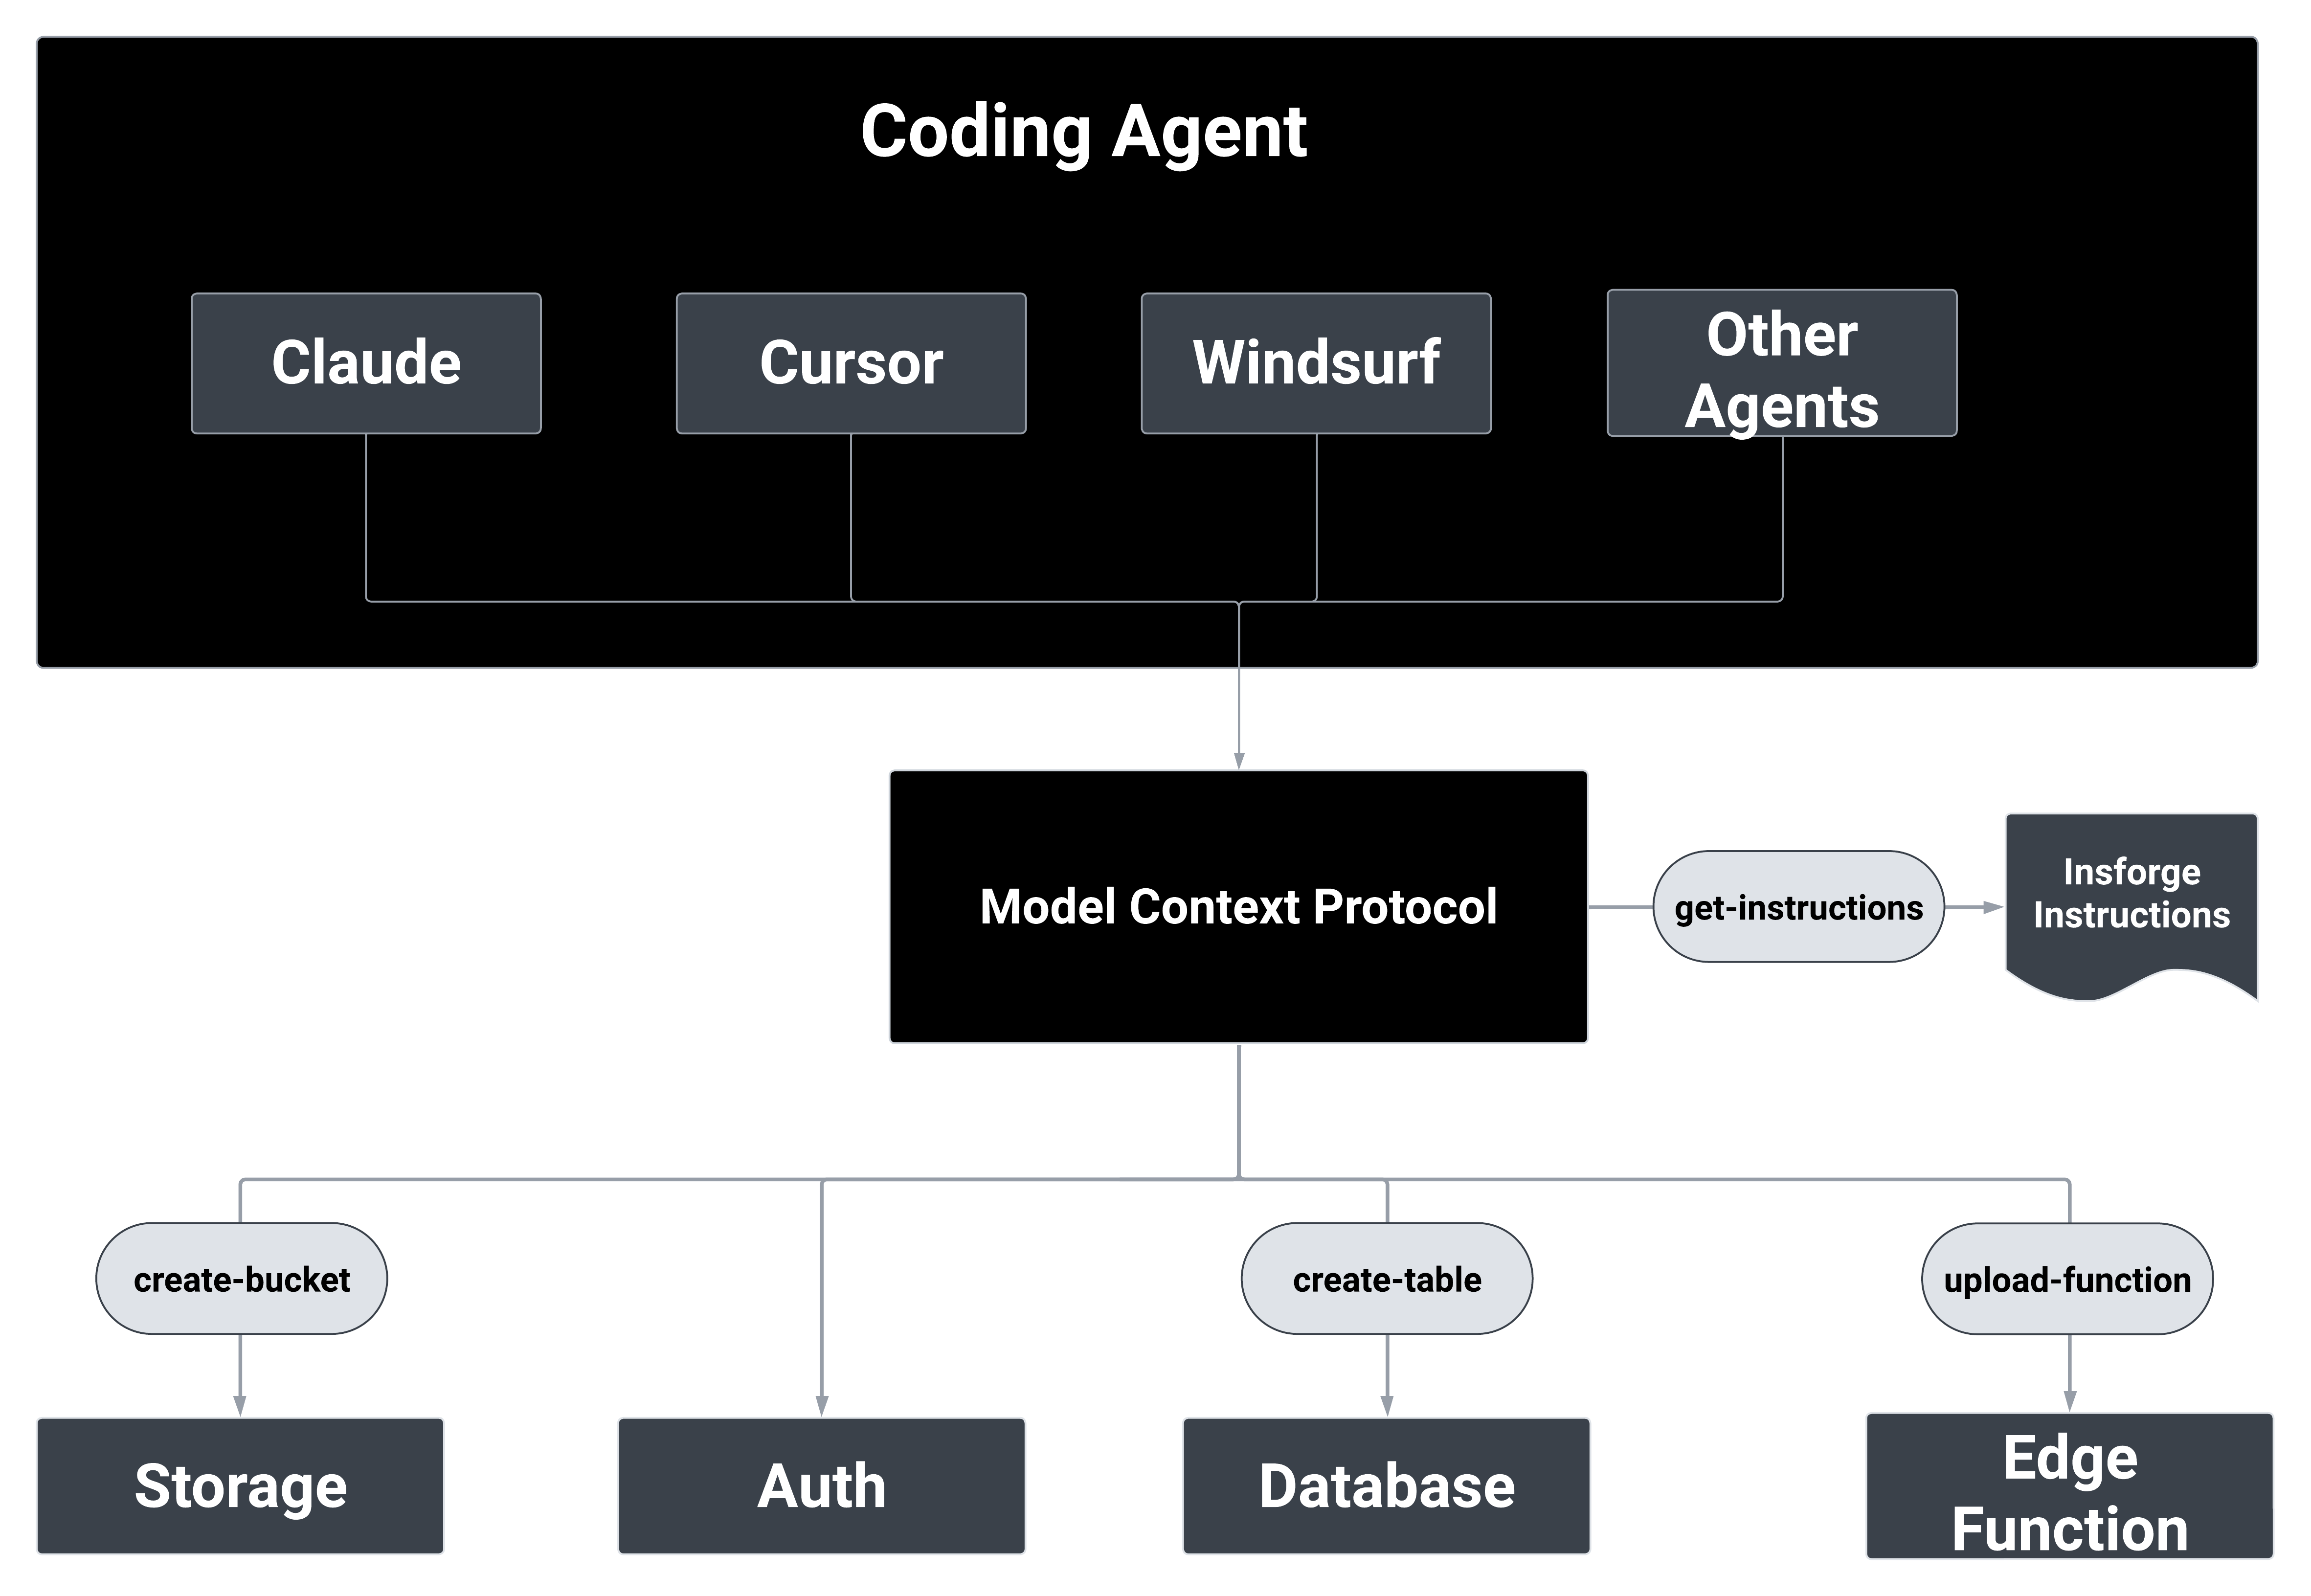 Coding Agent
Claude
Cursor
Windsurf
Other
Agents
Model Context Protocol
get-instructions
Insforge
Instructions
create-bucket
create-table
upload-function
Storage
Auth
Database
Edge
Function